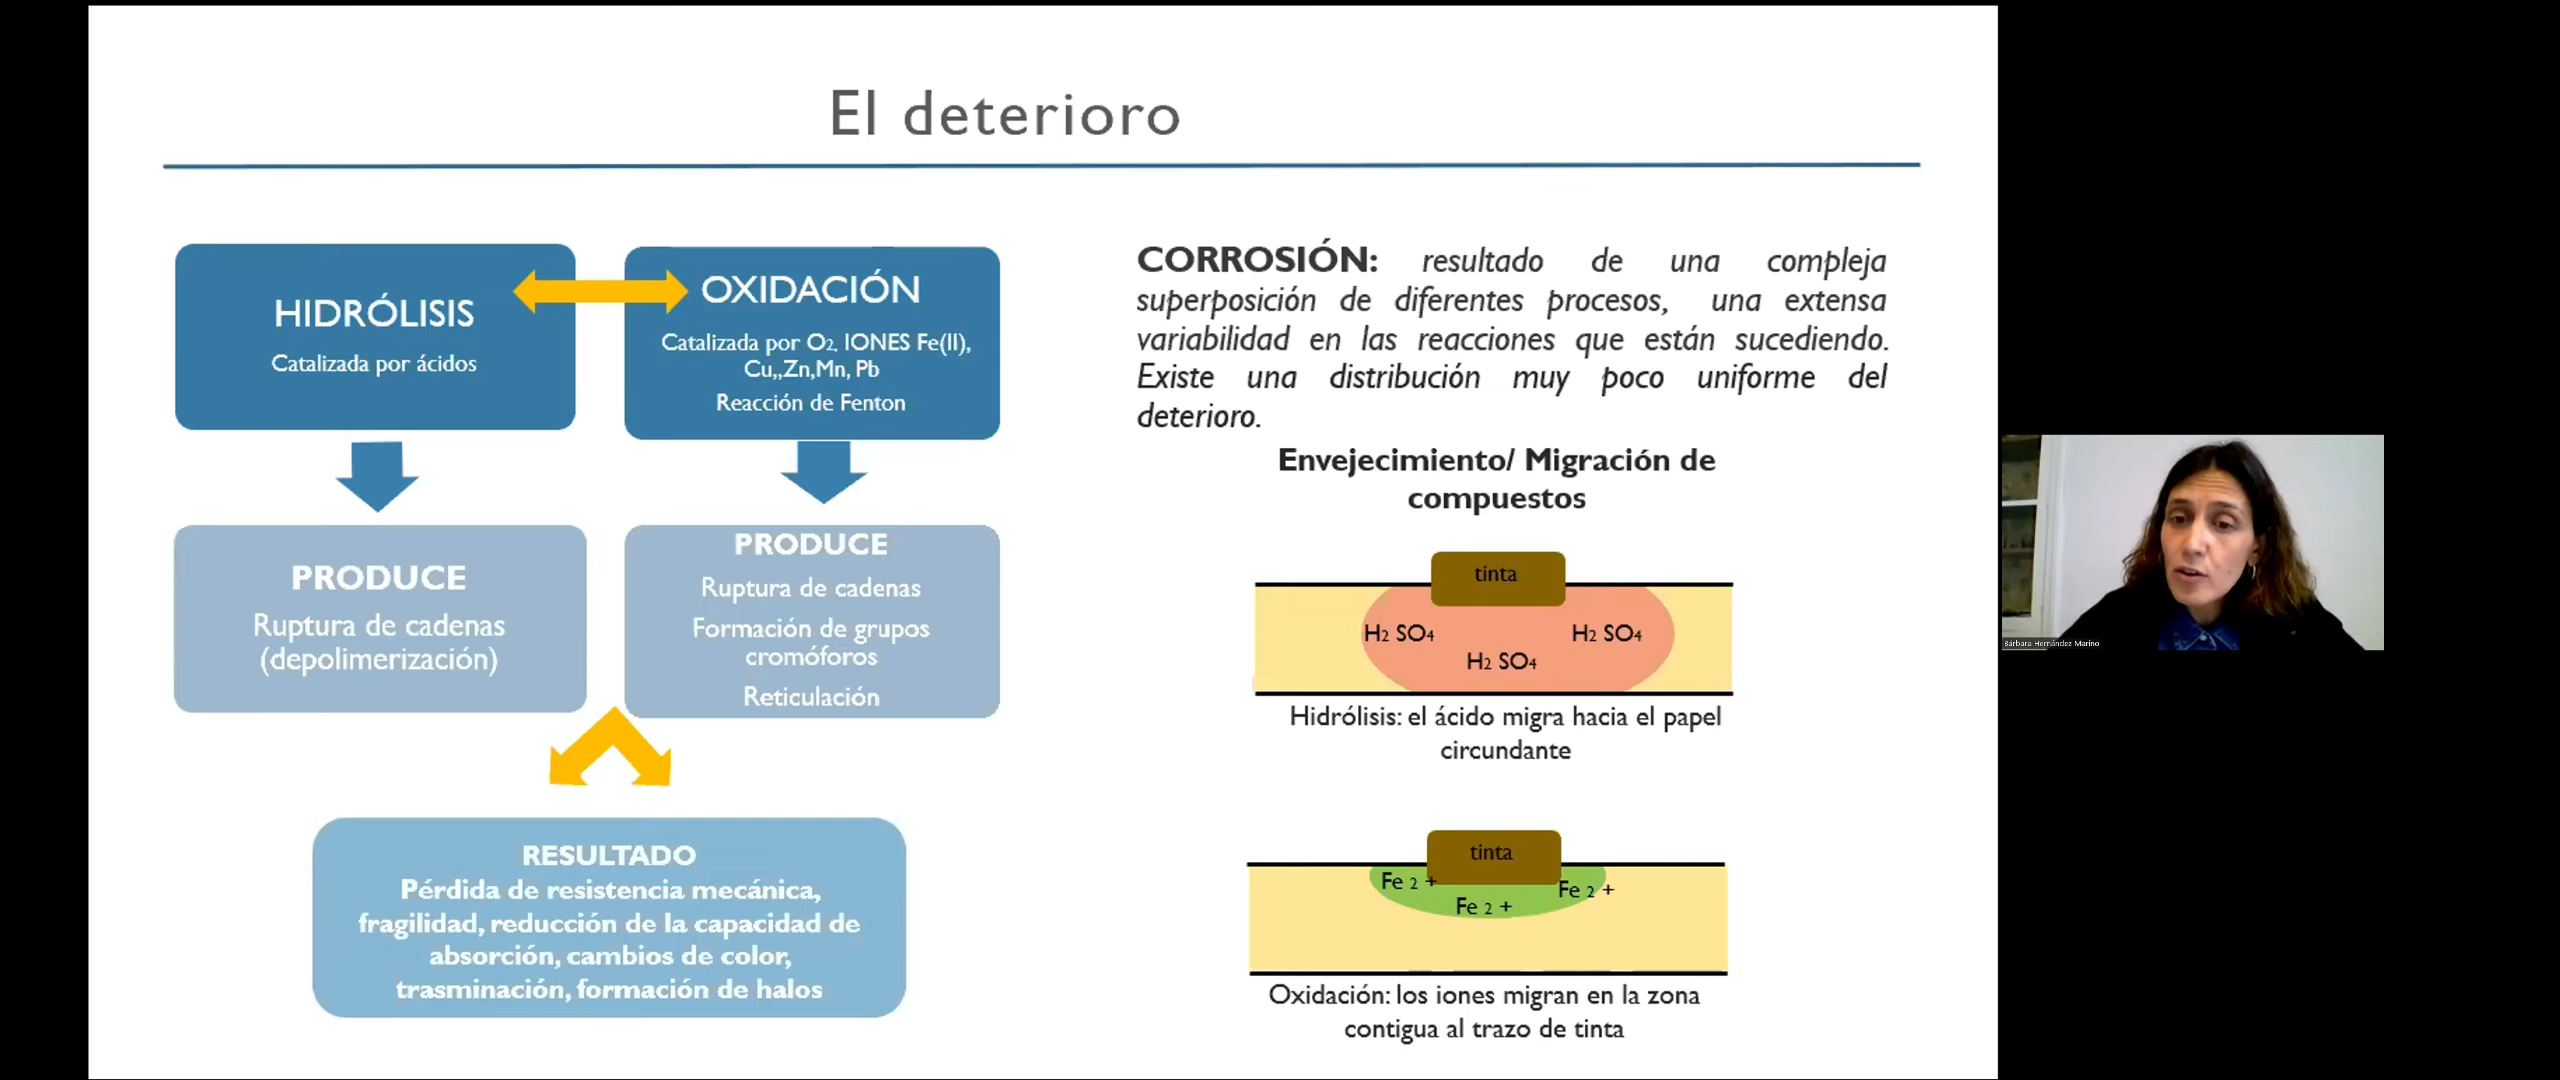 El deterioro
HIDRÓLISIS
Catalizada por ácidos
OXIDACIÓN
Catalizada por O2, IONES Fe(II),
Cu,,Zn,Mn, Pb
Reacción de Fenton
PRODUCE
Ruptura de cadenas
(depolimerización)
PRODUCE
Ruptura de cadenas
Formación de grupos
cromóforos
Reticulación
RESULTADO
Pérdida de resistencia mecánica,
fragilidad, reducción de la capacidad de
absorción, cambios de color,
trasminación, formación de halos
CORROSIÓN: resultado de una compleja
superposición de diferentes procesos, una extensa
variabilidad en las reacciones que están sucediendo.
Existe una distribución muy poco uniforme del
deterioro.
Envejecimiento/ Migración de
compuestos
tinta
H2 SO4
H2 SO4
H2 SO4
Hidrólisis: el ácido migra hacia el papel
circundante
tinta
Fe 2 +
Fe 2 +
Fe 2 +
Oxidación: los iones migran en la zona
contigua al trazo de tinta
Bárbara Hernández Marino